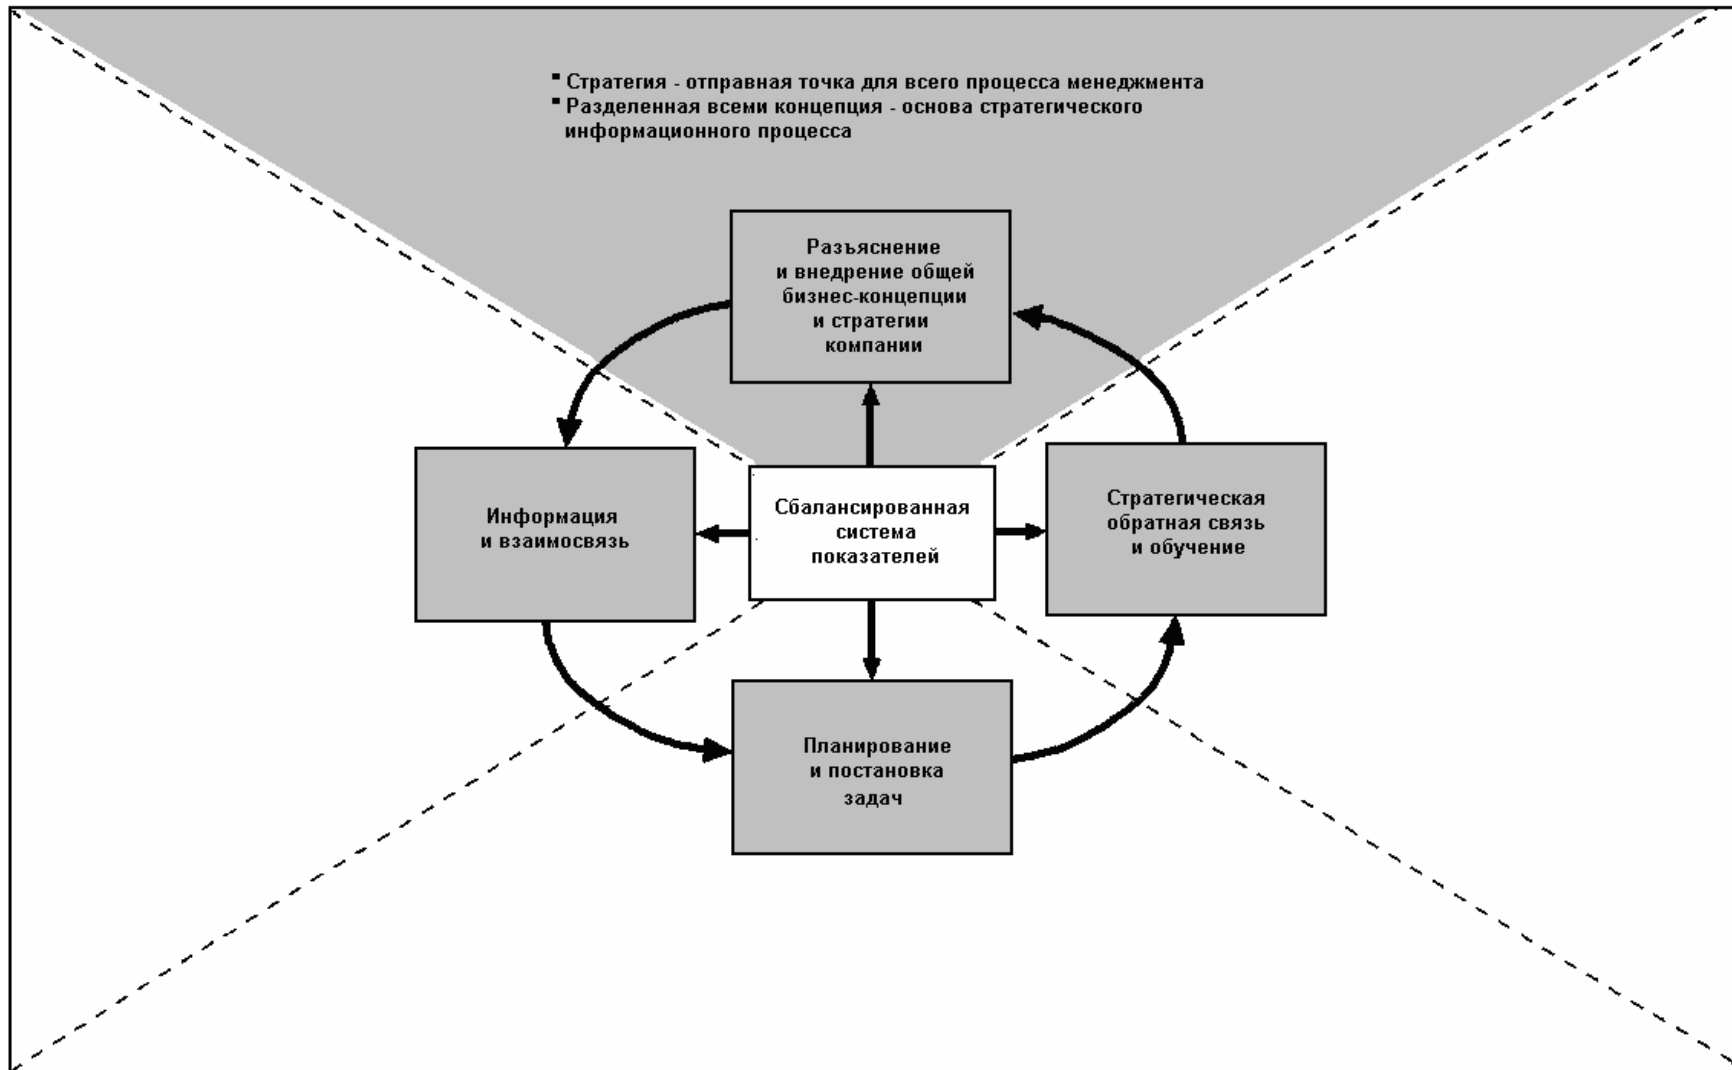 ▪ Стратегия - отправная точка для всего процесса менеджмента
▪ Разделенная всеми концепция - основа стратегического
информационного процесса
Разъяснение
и внедрение общей
бизнес-концепции
и стратегии
компании
Информация
и взаимосвязь
Сбалансированная
система
показателей
Стратегическая
обратная связь
и обучение
Планирование
и постановка
задач